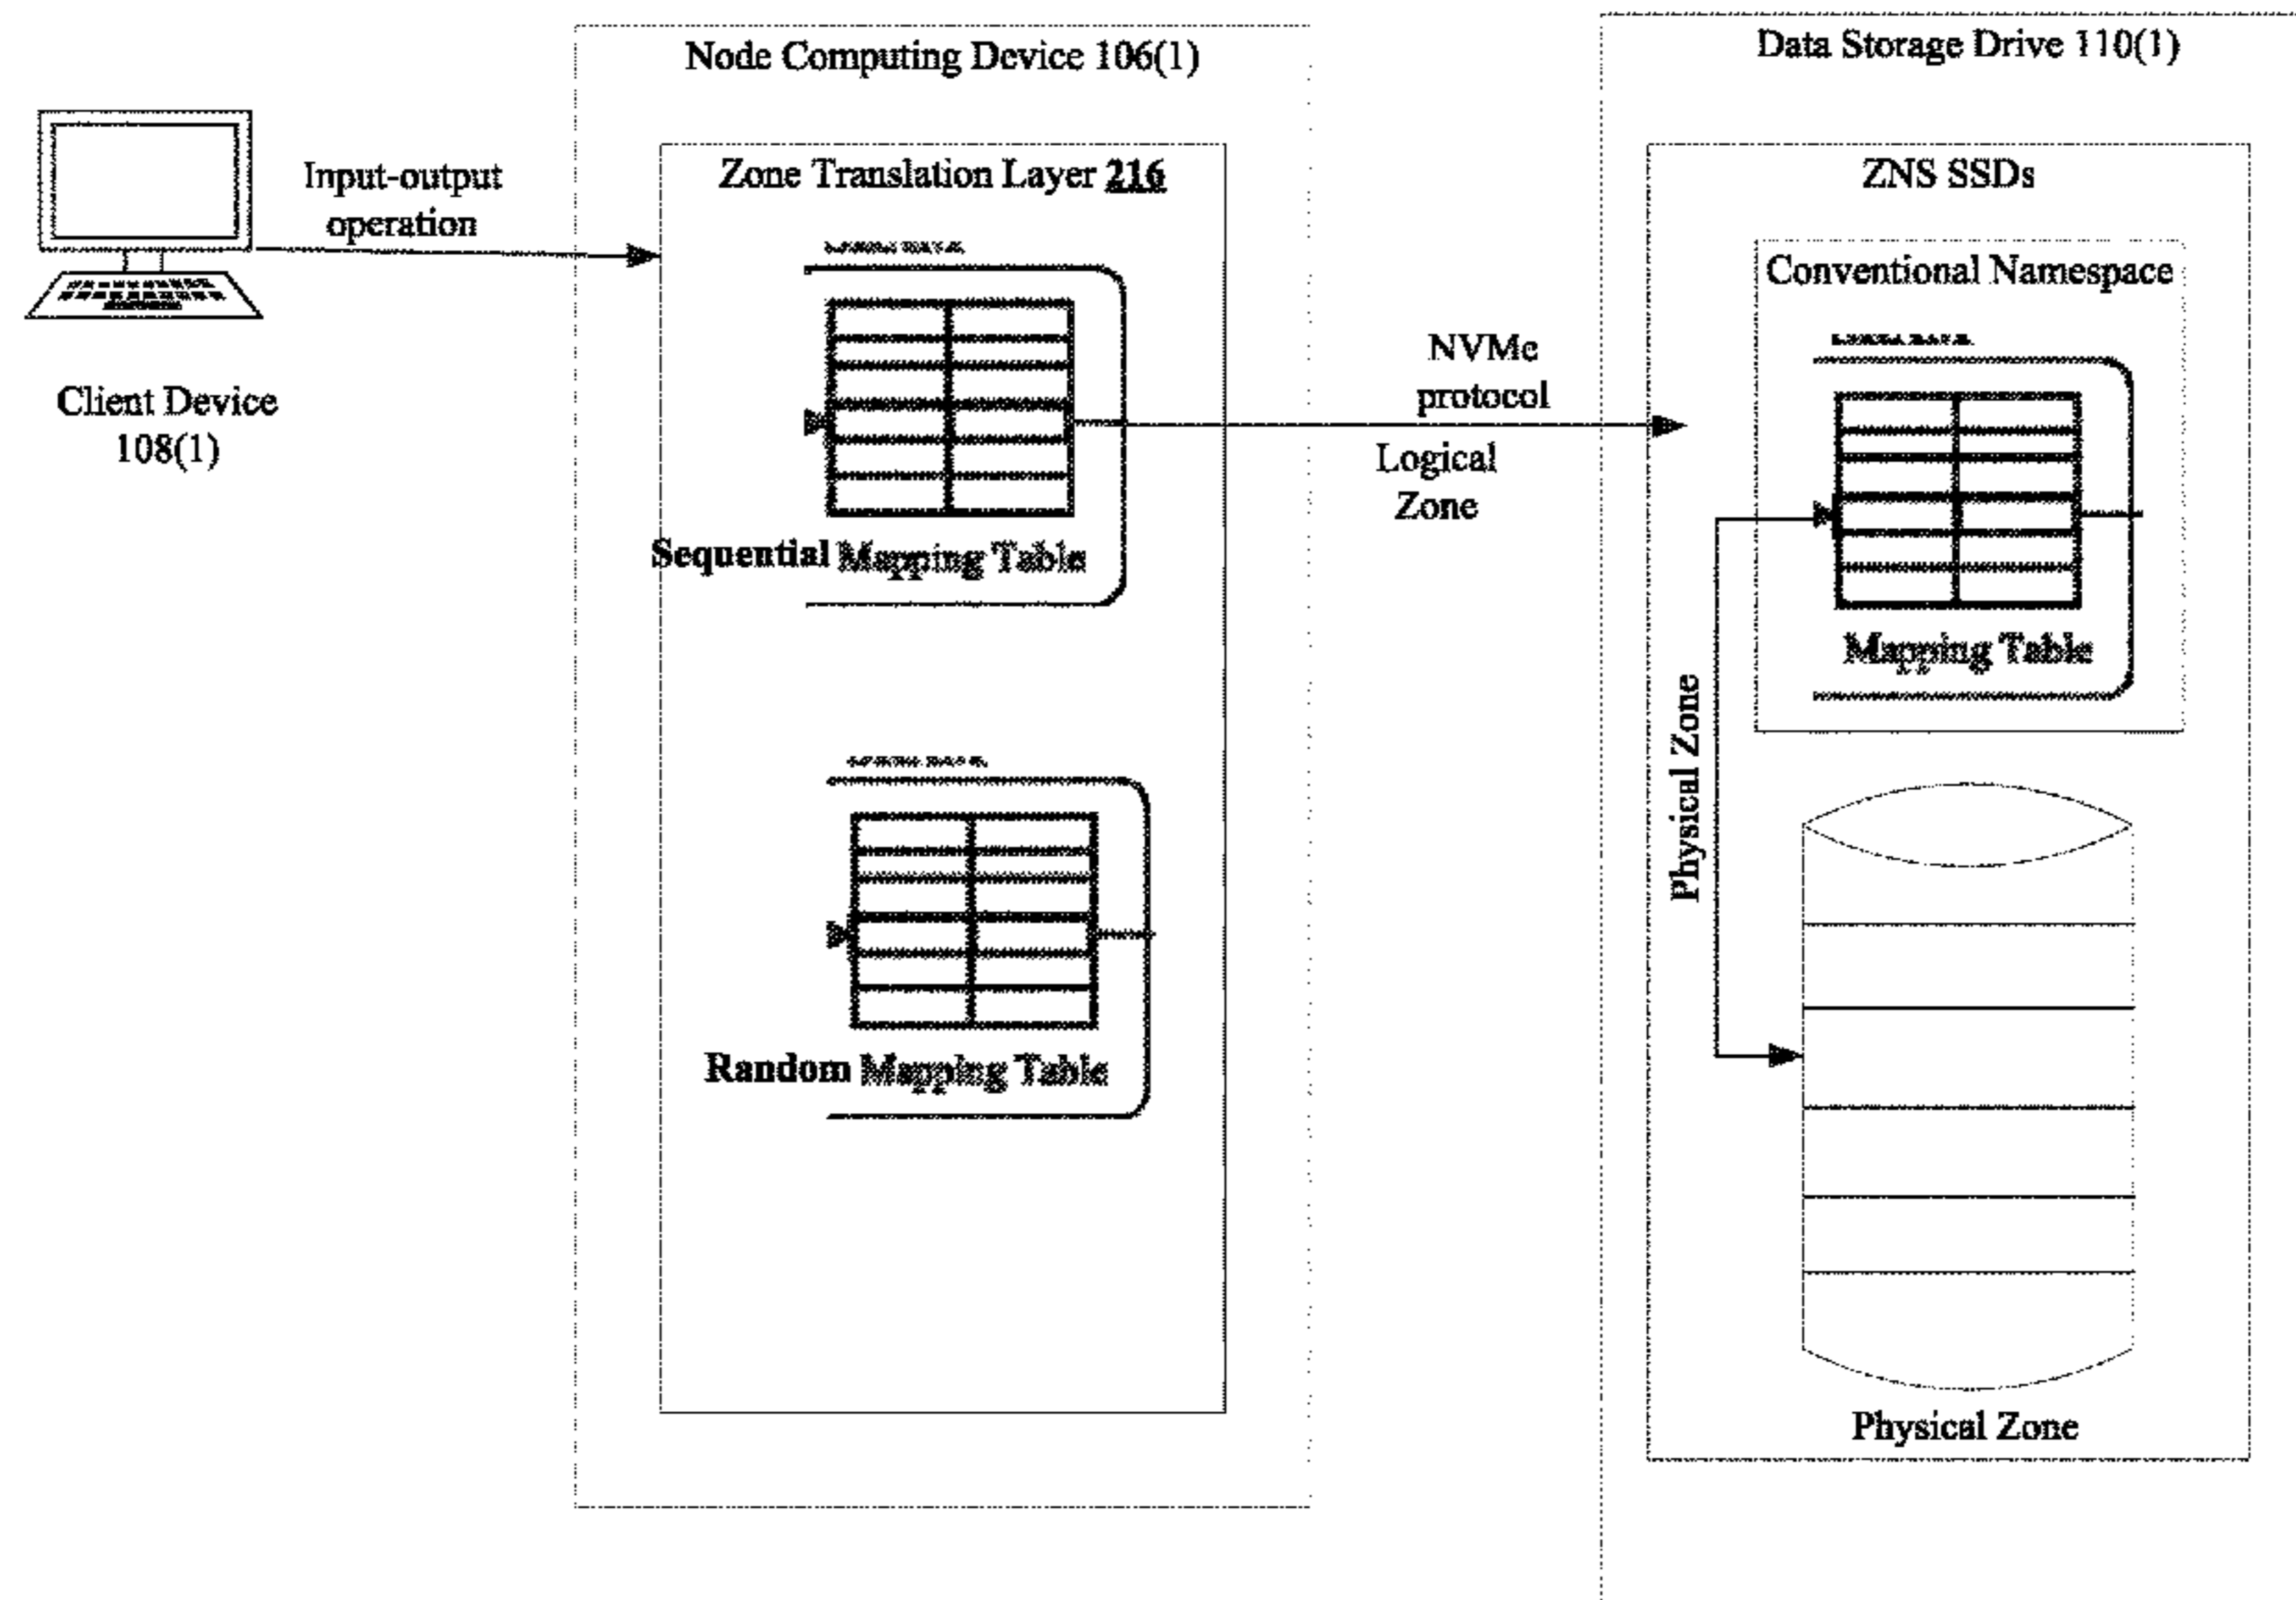 Node Computing Device 106(1)
Data Storage Drive 110(1)
Input-output
operation
Zone Translation Layer 216
ZNS SSDs
Conventional Namespace
NVMe
protocol
Client Device
108(1)
Logical
Zone
Sequential Mapping Table
Mapping Table
Physical Zone
Random Mapping Table
Physical Zone